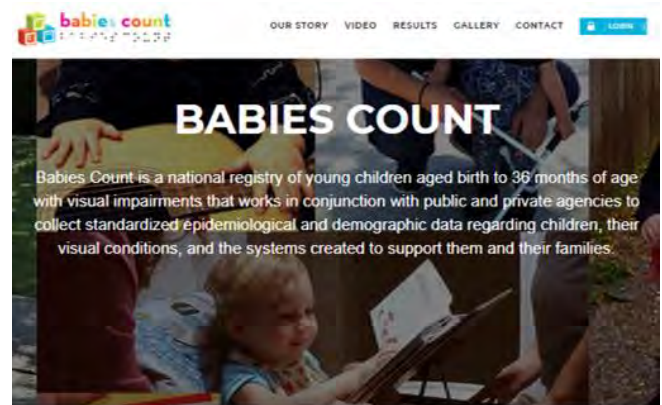 babies count
OUR STORY VIDEO RESULTS GALLERY CONTACT LOGIN
BABIES COUNT
Babies Count is a national registry of young children aged birth to 36 months of age
with visual impairments that works in conjunction with public and private agencies to
collect standardized epidemiological and demographic data regarding children, their
visual conditions, and the systems created to support them and their families.